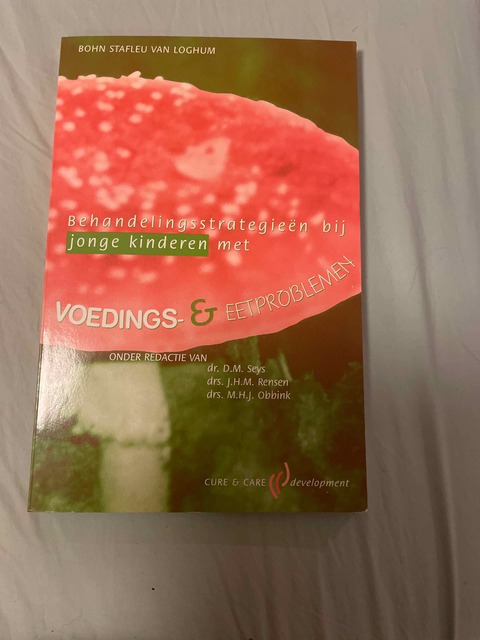 BOHN STAFLEU VAN LOGHUM
Behandelingsstrategieën bij
jonge kinderen met
VOEDINGS- & EETPROBLEMEN
ONDER REDACTIE VAN
dr. D.M. Seys
drs. J.H.M. Rensen
drs. M.H.J. Obbink
CURE & CARE development